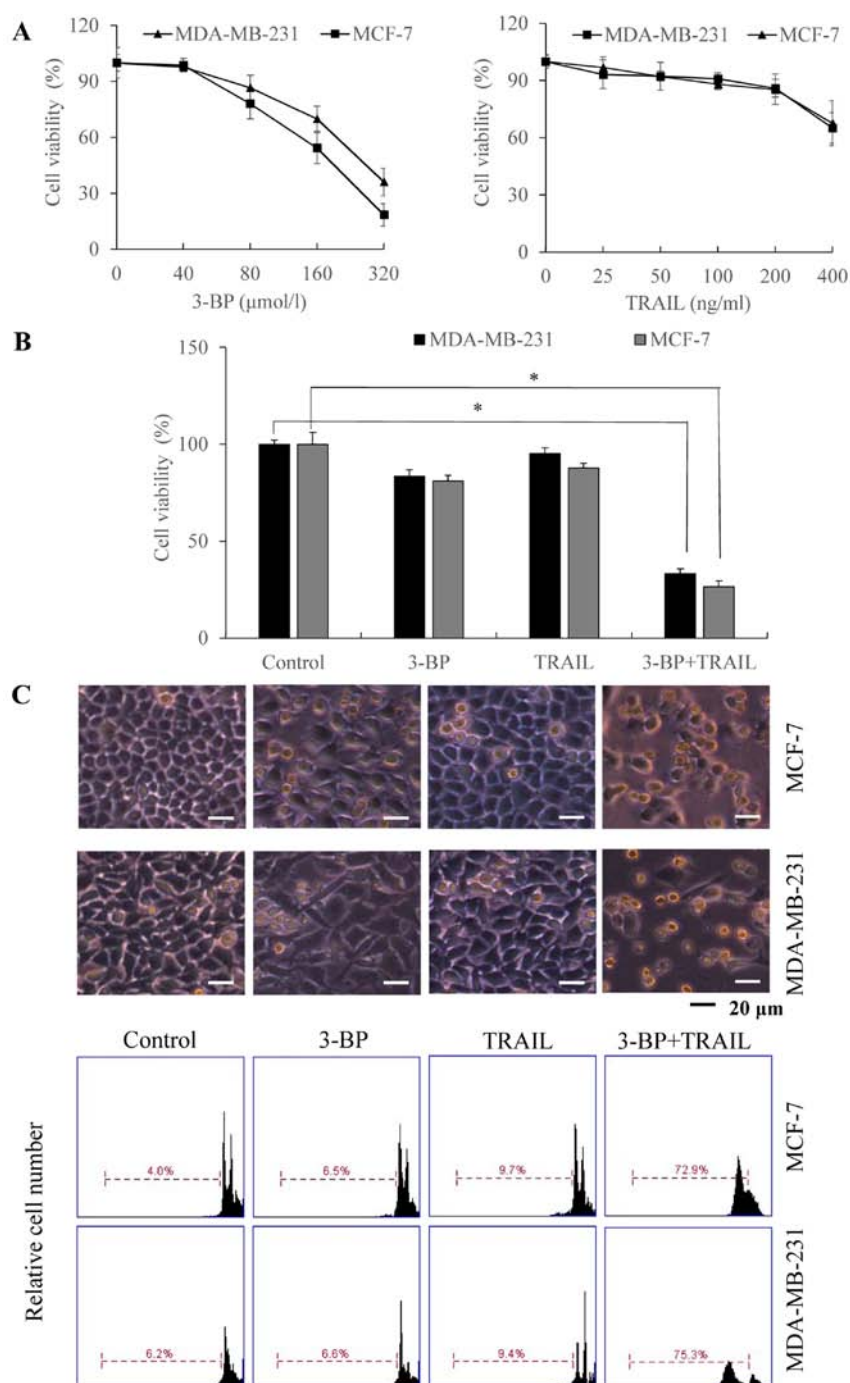 A
120
90
60
30
0
Cell viability (%)
MDA-MB-231
MCF-7
0 40 80 160 320
3-BP (μmol/l)
120
90
60
30
0
Cell viability (%)
MDA-MB-231
MCF-7
0 25 50 100 200 400
TRAIL (ng/ml)
B
150
100
50
0
Cell viability (%)
MDA-MB-231
MCF-7
*
*
Control 3-BP TRAIL 3-BP+TRAIL
C
MCF-7
MDA-MB-231
20 μm
Control 3-BP TRAIL 3-BP+TRAIL
Relative cell number
4.0% 6.5% 9.7% 72.9%
MCF-7
6.2% 6.6% 9.4% 75.3%
MDA-MB-231